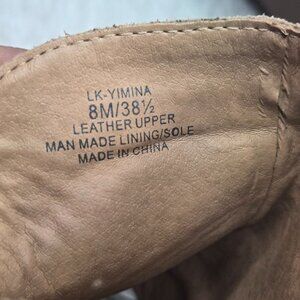 LK-YIMINA
8M/38½
LEATHER UPPER
MAN MADE LINING/SOLE
MADE IN CHINA